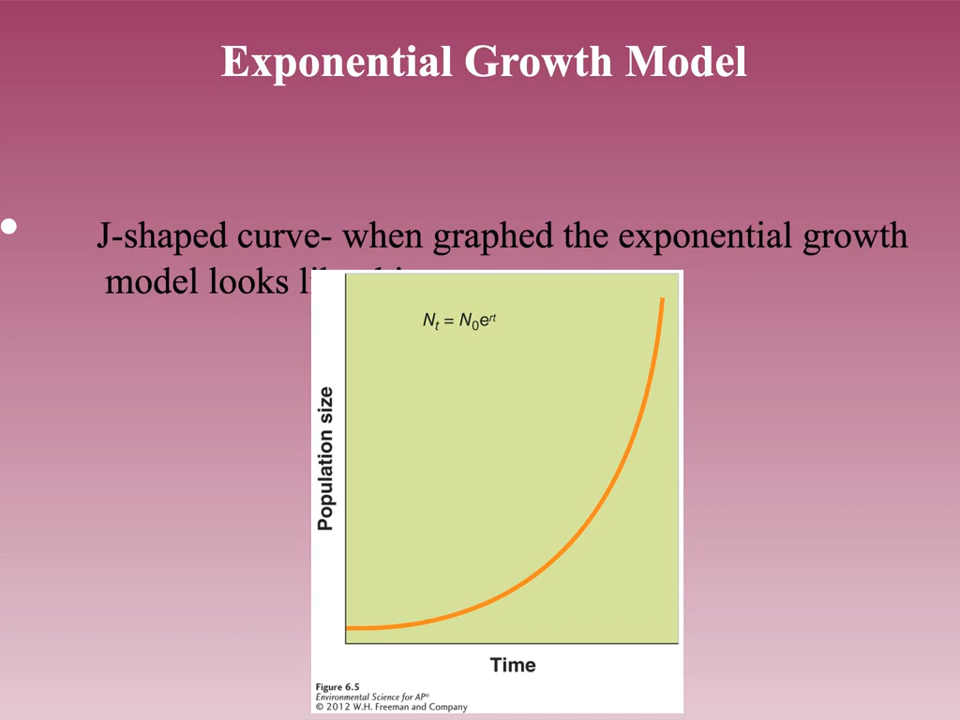 Exponential Growth Model
• J-shaped curve- when graphed the exponential growth
model looks
Nₜ = N₀eʳᵗ
Population size
Time
Figure 6.5
Environmental Science for AP®
© 2012 W.H. Freeman and Company